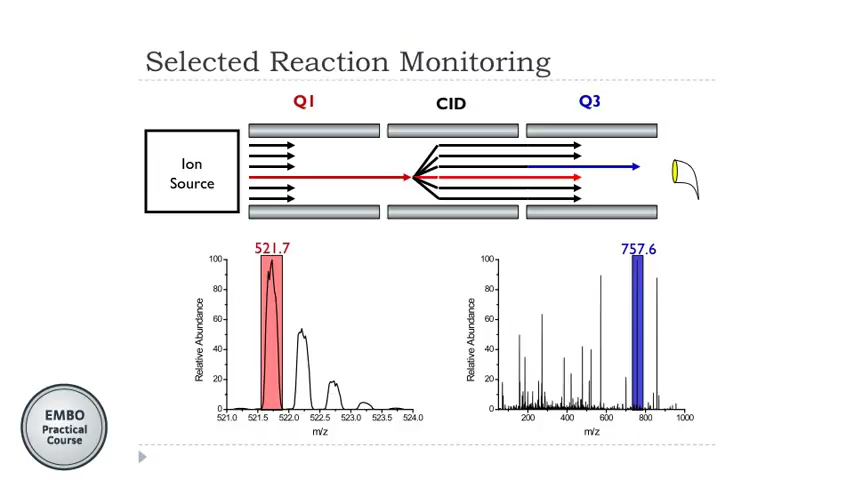 Selected Reaction Monitoring
Q1
CID
Q3
Ion
Source
521.7
757.6
100
80
60
40
20
0
Relative Abundance
521.0 521.5 522.0 522.5 523.0 523.5 524.0
m/z
100
80
60
40
20
0
Relative Abundance
200 400 600 800 1000
m/z
EMBO
Practical
Course